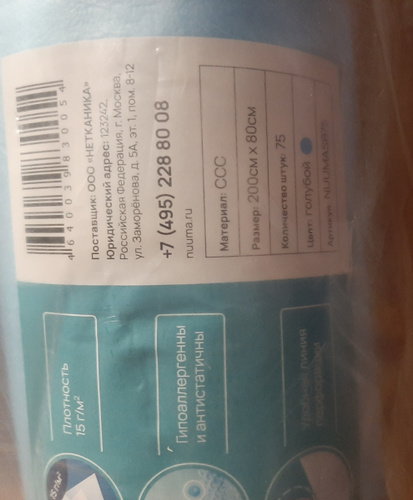 4640039830054
Поставщик: ООО «НЕТКАНИКА»
Юридический адрес: 123242,
Российская Федерация, г. Москва,
ул. Заморёнова, д. 5А, эт. 1, пом. 8-12
+7 (495) 228 80 08
nuuma.ru
Материал: ССС
Размер: 200см х 80см
Количество штук: 75
Цвет: голубой
Артикул:
Плотность
15 г/м²
Гипоаллергенны
и антистатичны
Удобная линия
перфорации